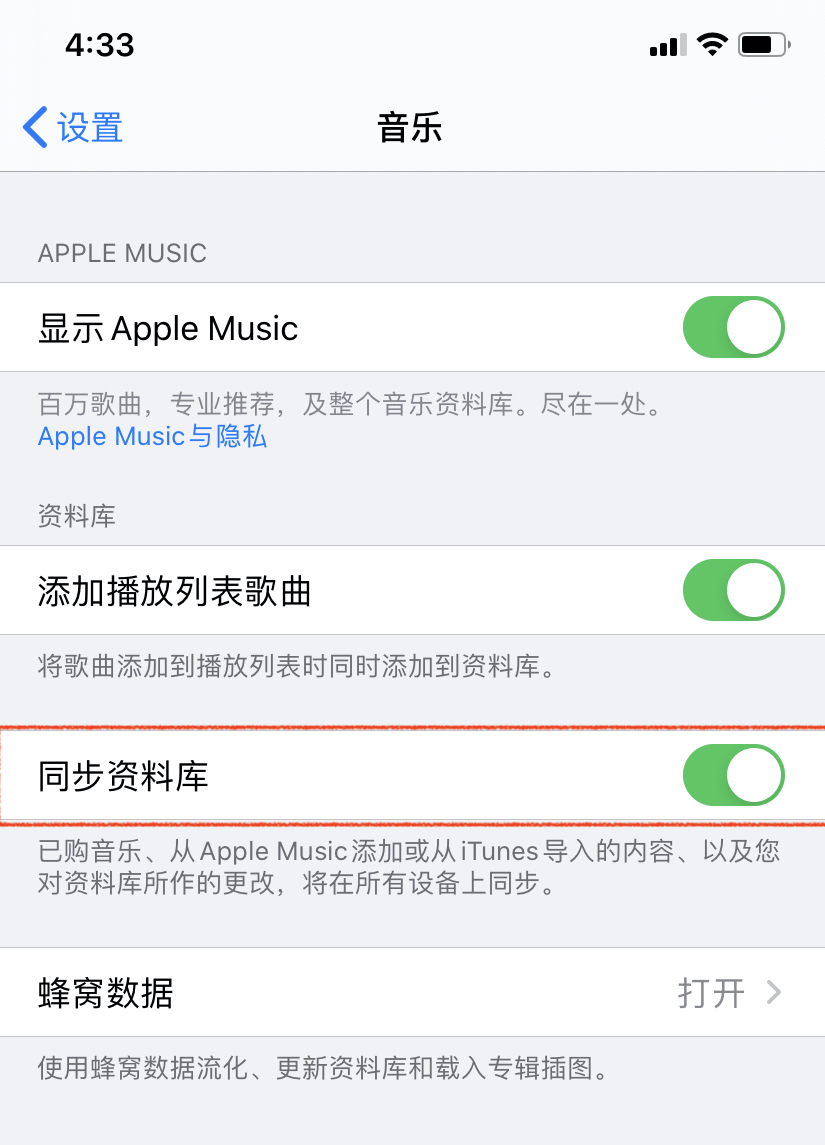 4:33
设置
音乐
APPLE MUSIC
显示 Apple Music
百万歌曲，专业推荐，及整个音乐资料库。尽在一处。
Apple Music与隐私
资料库
添加播放列表歌曲
将歌曲添加到播放列表时同时添加到资料库。
同步资料库
已购音乐、从Apple Music添加或从iTunes导入的内容、以及您
对资料库所作的更改，将在所有设备上同步。
蜂窝数据
打开
使用蜂窝数据流化、更新资料库和载入专辑插图。